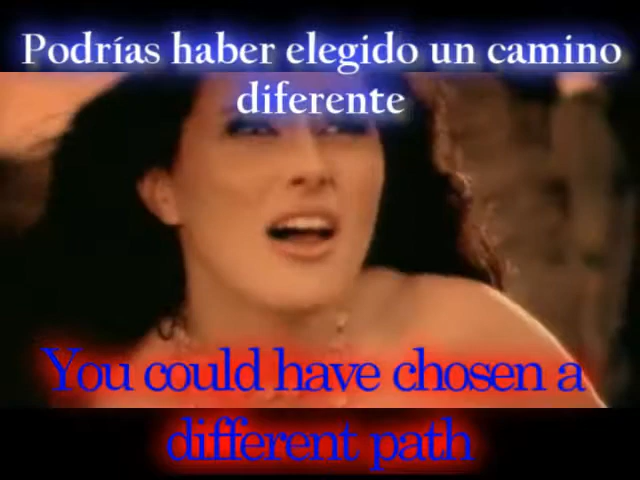 Podrías haber elegido un camino
diferente
You could have chosen a
different path